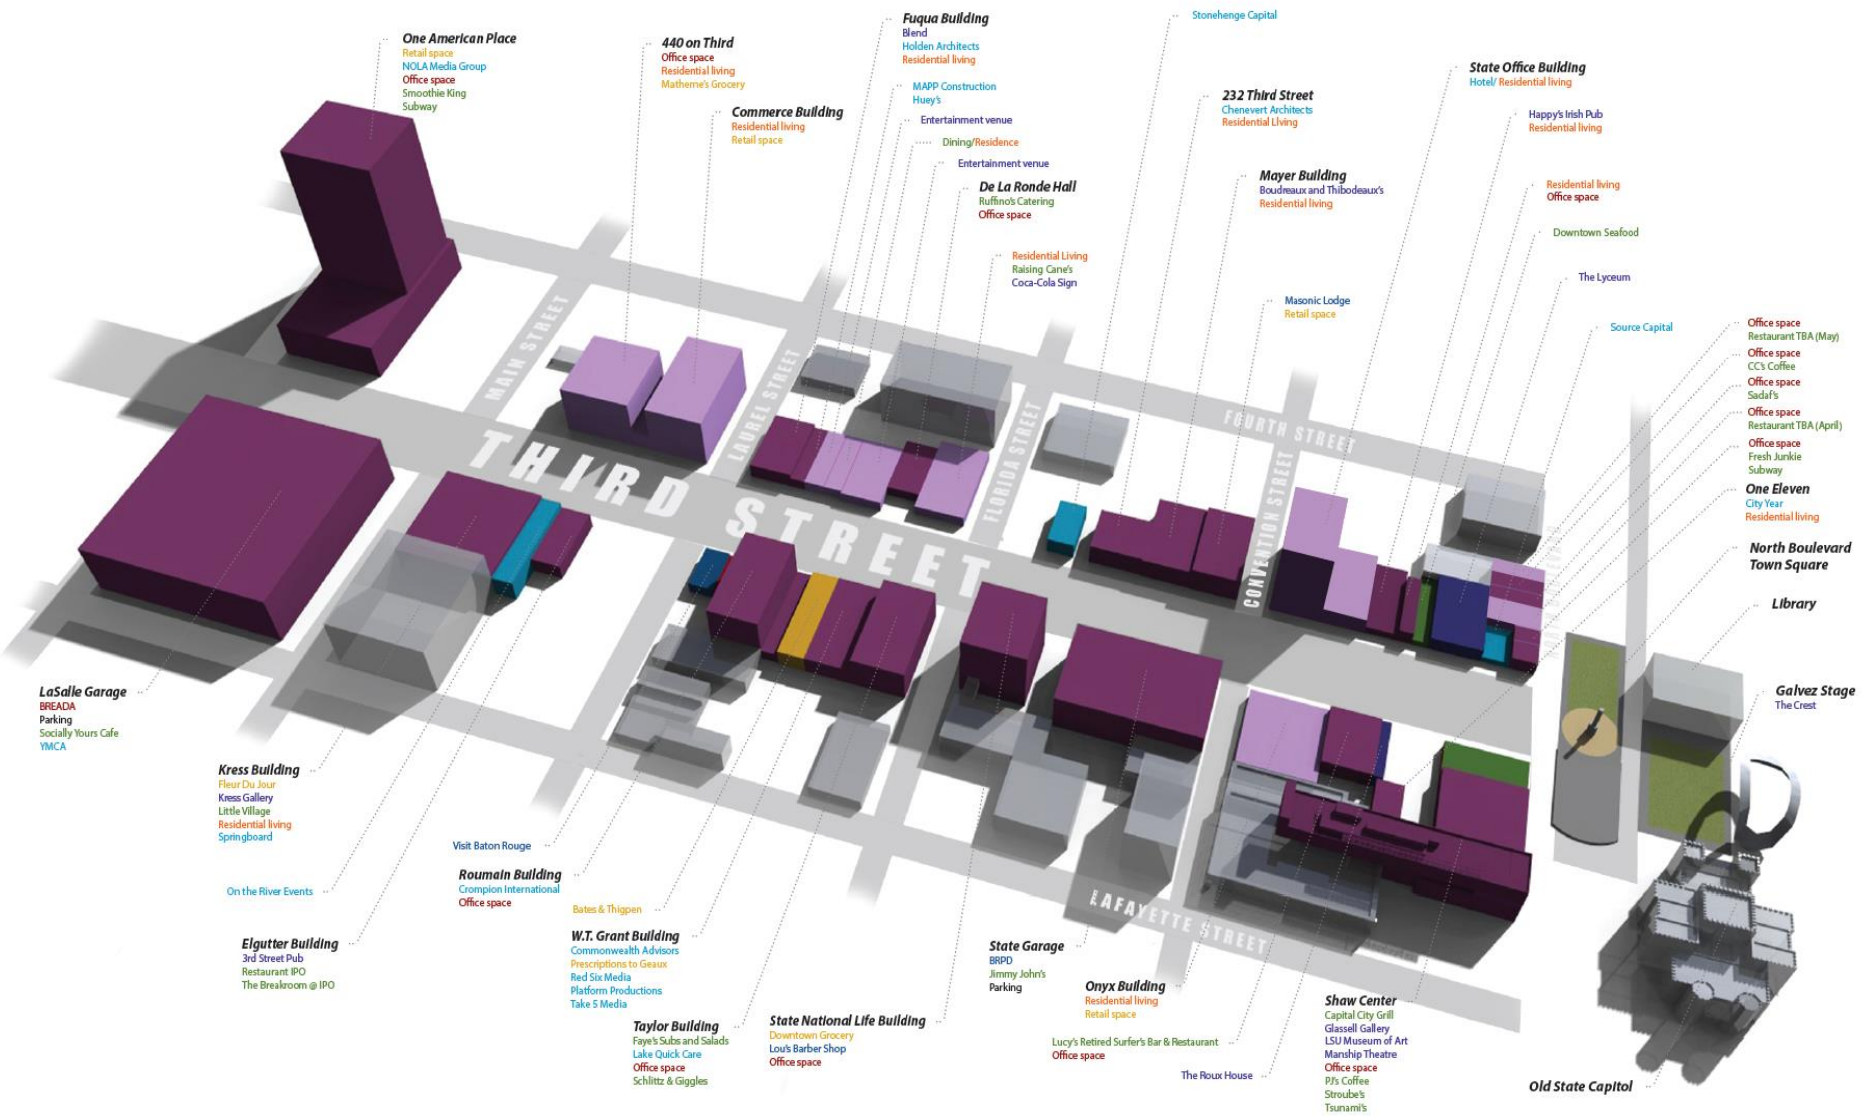 One American Place
Retail space
NOLA Media Group
Office space
Smoothie King
Subway
440 on Third
Office space
Residential living
Matherne's Grocery
Commerce Building
Residential living
Retail space
Fuqua Building
Blend
Holden Architects
Residential living
MAPP Construction
Huey's
Entertainment venue
Dining/Residence
Entertainment venue
De La Ronde Hall
Ruffino's Catering
Office space
Residential Living
Raising Cane's
Coca-Cola Sign
Stonehenge Capital
232 Third Street
Chenevert Architects
Residential LIving
Mayer Building
Boudreaux and Thibodeaux's
Residential living
Masonic Lodge
Retail space
State Office Building
Hotel/ Residential living
Happy's Irish Pub
Residential living
Residential living
Office space
Downtown Seafood
The Lyceum
Source Capital
Office space
Restaurant TBA (May)
Office space
CC's Coffee
Office space
Sadaf's
Office space
Restaurant TBA (April)
Office space
Fresh Junkie
Subway
One Eleven
City Year
Residential living
North Boulevard
Town Square
Library
Galvez Stage
The Crest
MAIN STREET
LAUREL STREET
FLORIDA STREET
FOURTH STREET
CONVENTION STREET
THIRD STREET
LAFAYETTE STREET
LaSalle Garage
BREADA
Parking
Socially Yours Cafe
YMCA
Kress Building
Fleur Du Jour
Kress Gallery
Little Village
Residential living
Springboard
On the River Events
Elgutter Building
3rd Street Pub
Restaurant IPO
The Breakroom @ IPO
Visit Baton Rouge
Roumain Building
Crompion International
Office space
Bates & Thigpen
W.T. Grant Building
Commonwealth Advisors
Prescriptions to Geaux
Red Six Media
Platform Productions
Take 5 Media
Taylor Building
Faye's Subs and Salads
Lake Quick Care
Office space
Schlittz & Giggles
State National Life Building
Downtown Grocery
Lou's Barber Shop
Office space
State Garage
BRPD
Jimmy John's
Parking
Onyx Building
Residential living
Retail space
Lucy's Retired Surfer's Bar & Restaurant
Office space
The Roux House
Shaw Center
Capital City Grill
Glassell Gallery
LSU Museum of Art
Manship Theatre
Office space
PJ's Coffee
Stroube's
Tsunami's
Old State Capitol